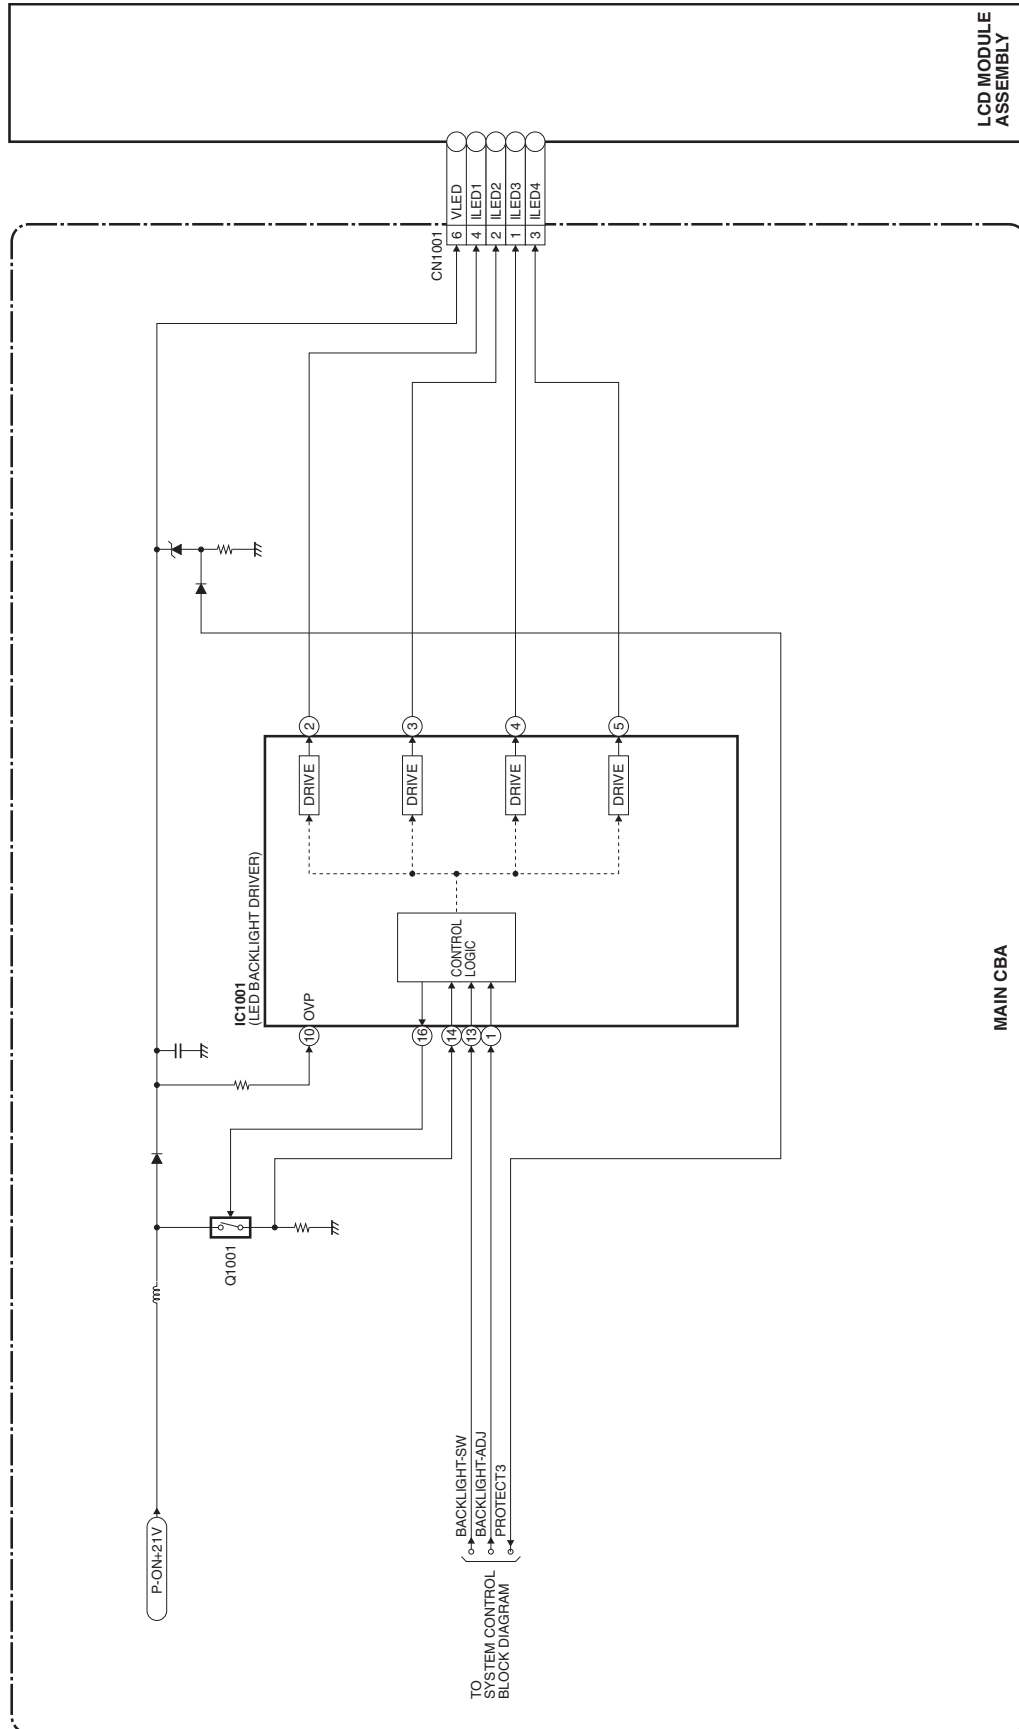 LCD MODULE
ASSEMBLY
CN1001
6 VLED
4 ILED1
2 ILED2
1 ILED3
3 ILED4
IC1001
(LED BACKLIGHT DRIVER)
10 OVP
16
14
13
1
CONTROL
LOGIC
DRIVE
2
DRIVE
3
DRIVE
4
DRIVE
5
Q1001
P-ON+21V
BACKLIGHT-SW
BACKLIGHT-ADJ
PROTECT3
TO
SYSTEM CONTROL
BLOCK DIAGRAM
MAIN CBA